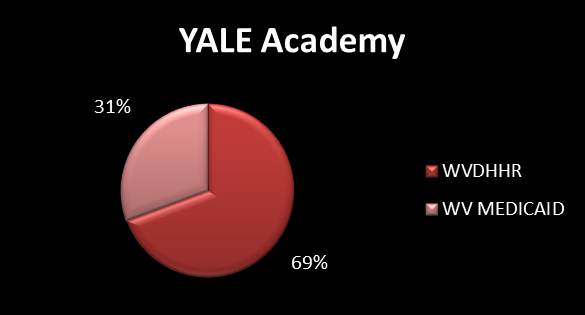 YALE Academy
31%
WVDHHR
WV MEDICAID
69%